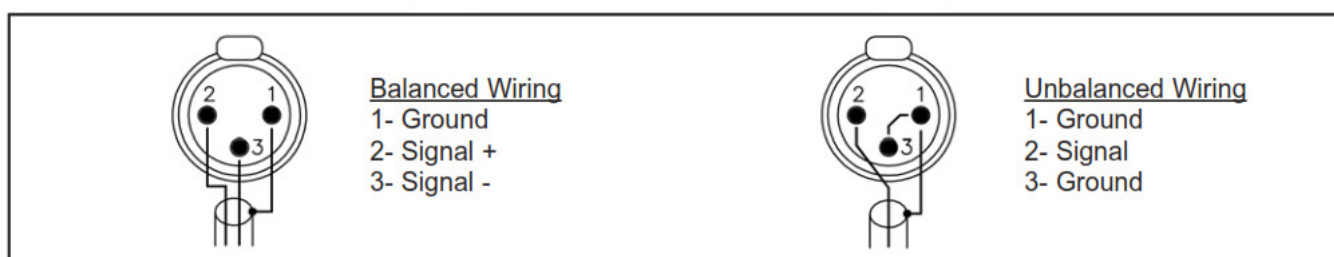 2 1
3
Balanced Wiring
1- Ground
2- Signal +
3- Signal -
2 1
3
Unbalanced Wiring
1- Ground
2- Signal
3- Ground